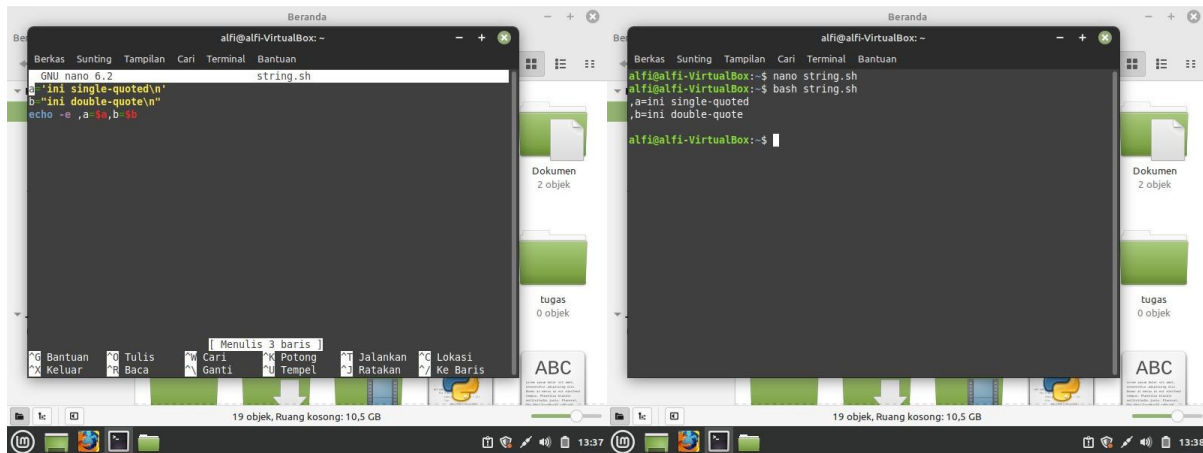 Beranda
alfi@alfi-VirtualBox: ~
Berkas Sunting Tampilan Cari Terminal Bantuan
GNU nano 6.2 string.sh
a='ini single-quoted\n'
b="ini double-quote\n"
echo -e ,a=$a,b=$b
[ Menulis 3 baris ]
^G Bantuan ^O Tulis ^W Cari ^K Potong ^T Jalankan ^C Lokasi
^X Keluar ^R Baca ^\ Ganti ^U Tempel ^J Ratakan ^/ Ke Baris
Dokumen
2 objek
tugas
0 objek
ABC
19 objek, Ruang kosong: 10,5 GB
13:37
Beranda
alfi@alfi-VirtualBox: ~
Berkas Sunting Tampilan Cari Terminal Bantuan
alfi@alfi-VirtualBox:~$ nano string.sh
alfi@alfi-VirtualBox:~$ bash string.sh
,a=ini single-quoted
,b=ini double-quote
alfi@alfi-VirtualBox:~$
Dokumen
2 objek
tugas
0 objek
ABC
19 objek, Ruang kosong: 10,5 GB
13:38